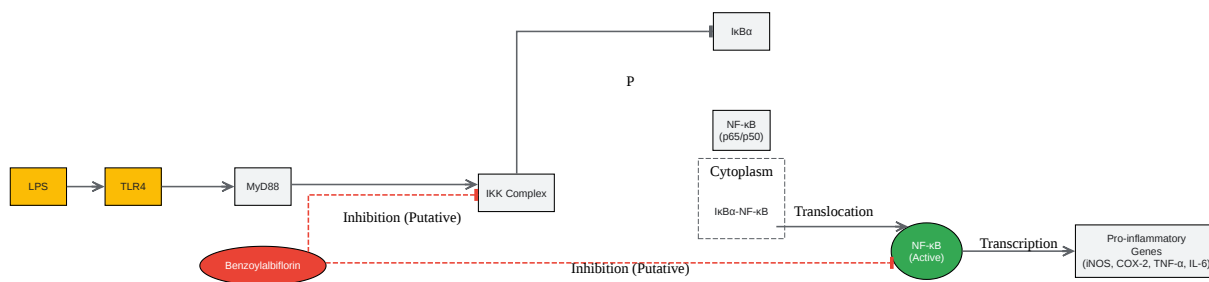 IκBα
P
NF-κB
(p65/p50)
Cytoplasm
LPS
TLR4
MyD88
IKK Complex
IκBα-NF-κB
Translocation
Inhibition (Putative)
Benzoylalbiflorin
Inhibition (Putative)
NF-κB
(Active)
Transcription
Pro-inflammatory
Genes
(iNOS, COX-2, TNF-α, IL-6)